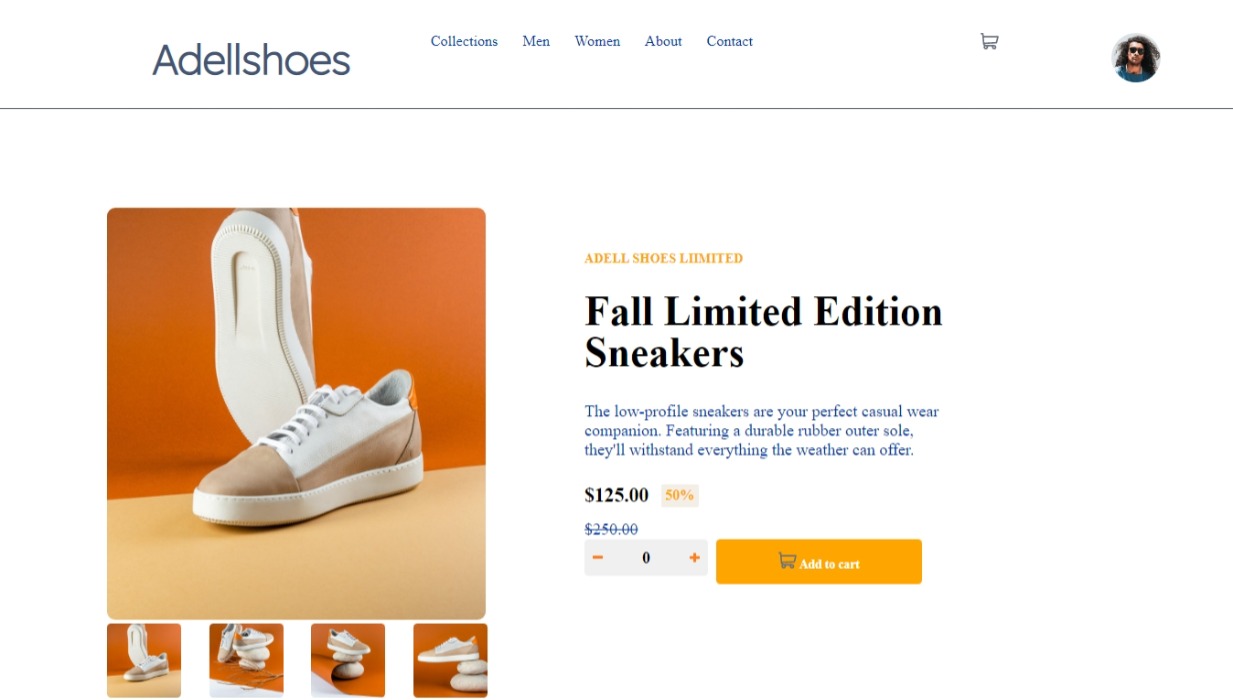 Adellshoes
Collections Men Women About Contact
ADELL SHOES LIIMITED
Fall Limited Edition
Sneakers
The low-profile sneakers are your perfect casual wear
companion. Featuring a durable rubber outer sole,
they'll withstand everything the weather can offer.
$125.00 50%
$250.00
− 0 + Add to cart